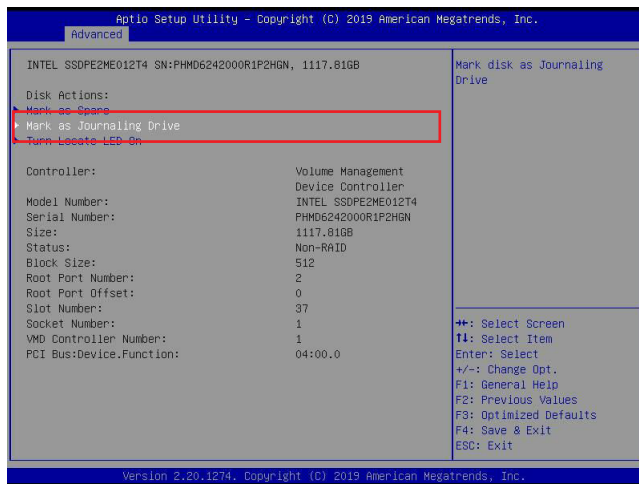 Aptio Setup Utility – Copyright (C) 2019 American Megatrends, Inc.
Advanced
INTEL SSDPE2ME012T4 SN:PHMD6242000R1P2HGN, 1117.81GB
Disk Actions:
Mark as Spare
Mark as Journaling Drive
Turn Locate LED On
Controller: Volume Management
Device Controller
Model Number: INTEL SSDPE2ME012T4
Serial Number: PHMD6242000R1P2HGN
Size: 1117.81GB
Status: Non-RAID
Block Size: 512
Root Port Number: 2
Root Port Offset: 0
Slot Number: 37
Socket Number: 1
VMD Controller Number: 1
PCI Bus:Device.Function: 04:00.0
Mark disk as Journaling
Drive
→←: Select Screen
↑↓: Select Item
Enter: Select
+/-: Change Opt.
F1: General Help
F2: Previous Values
F3: Optimized Defaults
F4: Save & Exit
ESC: Exit
Version 2.20.1274. Copyright (C) 2019 American Megatrends, Inc.